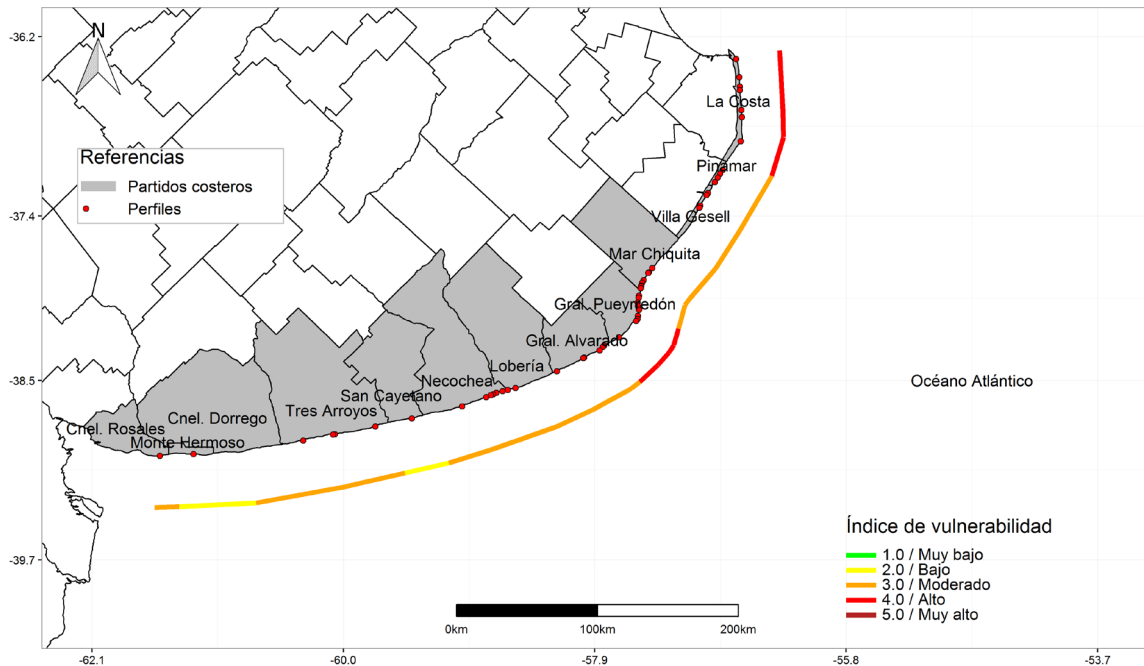 -36.2
N
La Costa
Referencias
Partidos costeros
Perfiles
Pinamar
-37.4
Villa Gesell
Mar Chiquita
Gral. Pueyrredón
Gral. Alvarado
Lobería
-38.5
Océano Atlántico
Necochea
San Cayetano
Tres Arroyos
Cnel. Dorrego
Cnel. Rosales
Monte Hermoso
Índice de vulnerabilidad
1.0 / Muy bajo
-39.7
2.0 / Bajo
3.0 / Moderado
4.0 / Alto
5.0 / Muy alto
0km 100km 200km
-62.1 -60.0 -57.9 -55.8 -53.7